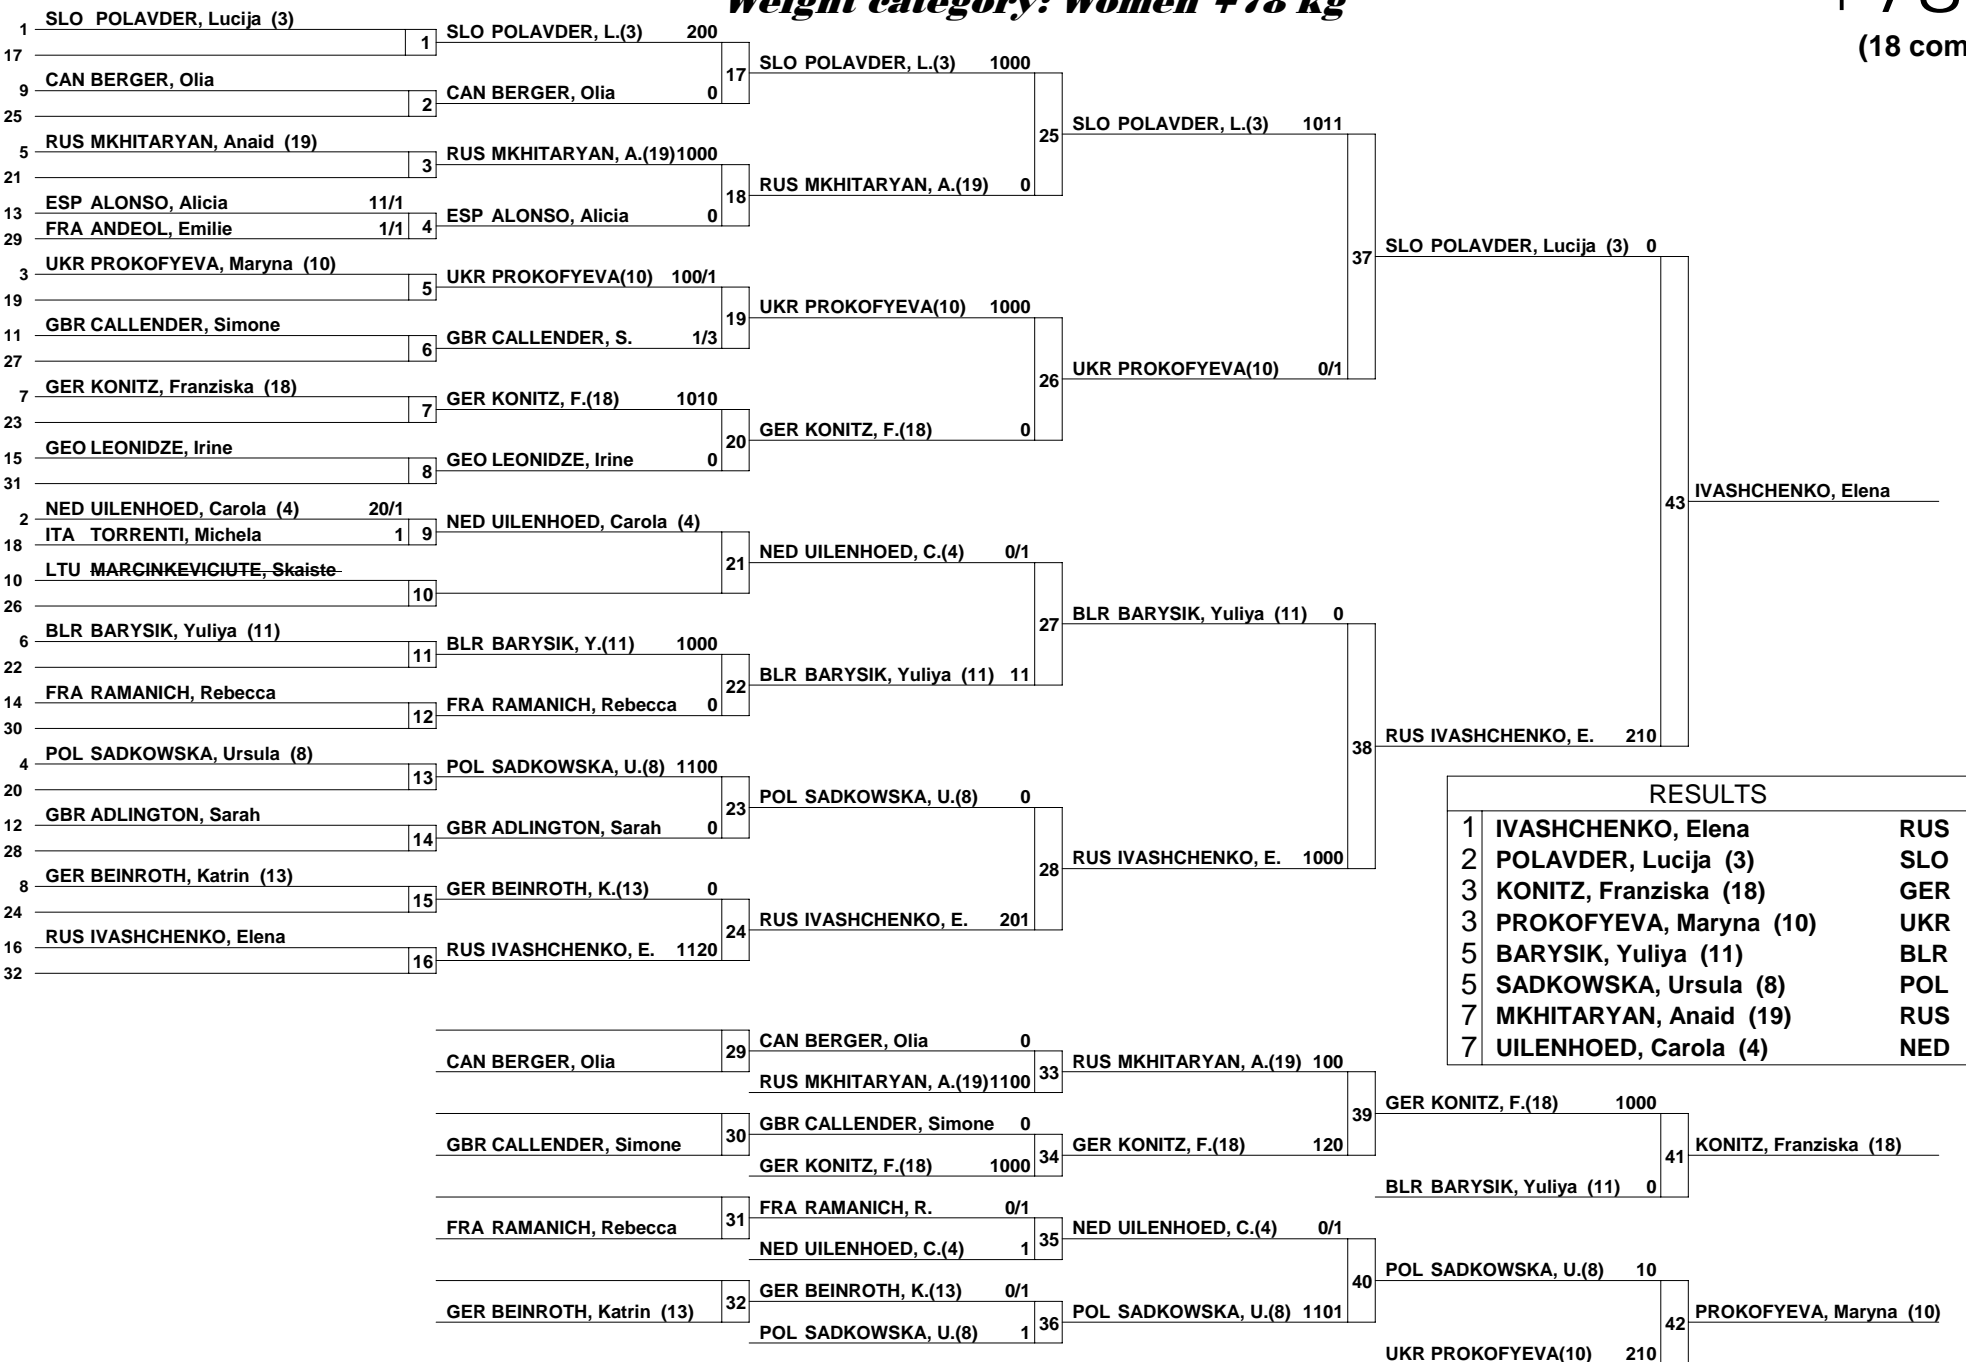 Weight category: Women +78 kg
+78
(18 com
1 SLO POLAVDER, Lucija (3)
17
1
9 CAN BERGER, Olia
25
2
5 RUS MKHITARYAN, Anaid (19)
21
3
13 ESP ALONSO, Alicia 11/1
29 FRA ANDEOL, Emilie 1/1
4
3 UKR PROKOFYEVA, Maryna (10)
19
5
11 GBR CALLENDER, Simone
27
6
7 GER KONITZ, Franziska (18)
23
7
15 GEO LEONIDZE, Irine
31
8
2 NED UILENHOED, Carola (4) 20/1
18 ITA TORRENTI, Michela 1
9
10 LTU MARCINKEVICIUTE, Skaiste
26
10
6 BLR BARYSIK, Yuliya (11)
22
11
14 FRA RAMANICH, Rebecca
30
12
4 POL SADKOWSKA, Ursula (8)
20
13
12 GBR ADLINGTON, Sarah
28
14
8 GER BEINROTH, Katrin (13)
24
15
16 RUS IVASHCHENKO, Elena
32
16
SLO POLAVDER, L.(3) 200
17
CAN BERGER, Olia 0
RUS MKHITARYAN, A.(19) 1000
18
ESP ALONSO, Alicia 0
UKR PROKOFYEVA(10) 100/1
19
GBR CALLENDER, S. 1/3
GER KONITZ, F.(18) 1010
20
GEO LEONIDZE, Irine 0
NED UILENHOED, Carola (4)
21
BLR BARYSIK, Y.(11) 1000
22
FRA RAMANICH, Rebecca 0
POL SADKOWSKA, U.(8) 1100
23
GBR ADLINGTON, Sarah 0
GER BEINROTH, K.(13) 0
24
RUS IVASHCHENKO, E. 1120
SLO POLAVDER, L.(3) 1000
25
RUS MKHITARYAN, A.(19) 0
UKR PROKOFYEVA(10) 1000
26
GER KONITZ, F.(18) 0
NED UILENHOED, C.(4) 0/1
27
BLR BARYSIK, Yuliya (11) 11
POL SADKOWSKA, U.(8) 0
28
RUS IVASHCHENKO, E. 201
SLO POLAVDER, L.(3) 1011
37
UKR PROKOFYEVA(10) 0/1
BLR BARYSIK, Yuliya (11) 0
38
RUS IVASHCHENKO, E. 1000
SLO POLAVDER, Lucija (3) 0
43
RUS IVASHCHENKO, E. 210
IVASHCHENKO, Elena
RESULTS
1 IVASHCHENKO, Elena RUS
2 POLAVDER, Lucija (3) SLO
3 KONITZ, Franziska (18) GER
3 PROKOFYEVA, Maryna (10) UKR
5 BARYSIK, Yuliya (11) BLR
5 SADKOWSKA, Ursula (8) POL
7 MKHITARYAN, Anaid (19) RUS
7 UILENHOED, Carola (4) NED
CAN BERGER, Olia
29
GBR CALLENDER, Simone
30
FRA RAMANICH, Rebecca
31
GER BEINROTH, Katrin (13)
32
CAN BERGER, Olia 0
33
RUS MKHITARYAN, A.(19) 1100
GBR CALLENDER, Simone 0
34
GER KONITZ, F.(18) 1000
FRA RAMANICH, R. 0/1
35
NED UILENHOED, C.(4) 1
GER BEINROTH, K.(13) 0/1
36
POL SADKOWSKA, U.(8) 1
RUS MKHITARYAN, A.(19) 100
39
GER KONITZ, F.(18) 120
NED UILENHOED, C.(4) 0/1
40
POL SADKOWSKA, U.(8) 1101
GER KONITZ, F.(18) 1000
41
BLR BARYSIK, Yuliya (11) 0
POL SADKOWSKA, U.(8) 10
42
UKR PROKOFYEVA(10) 210
KONITZ, Franziska (18)
PROKOFYEVA, Maryna (10)